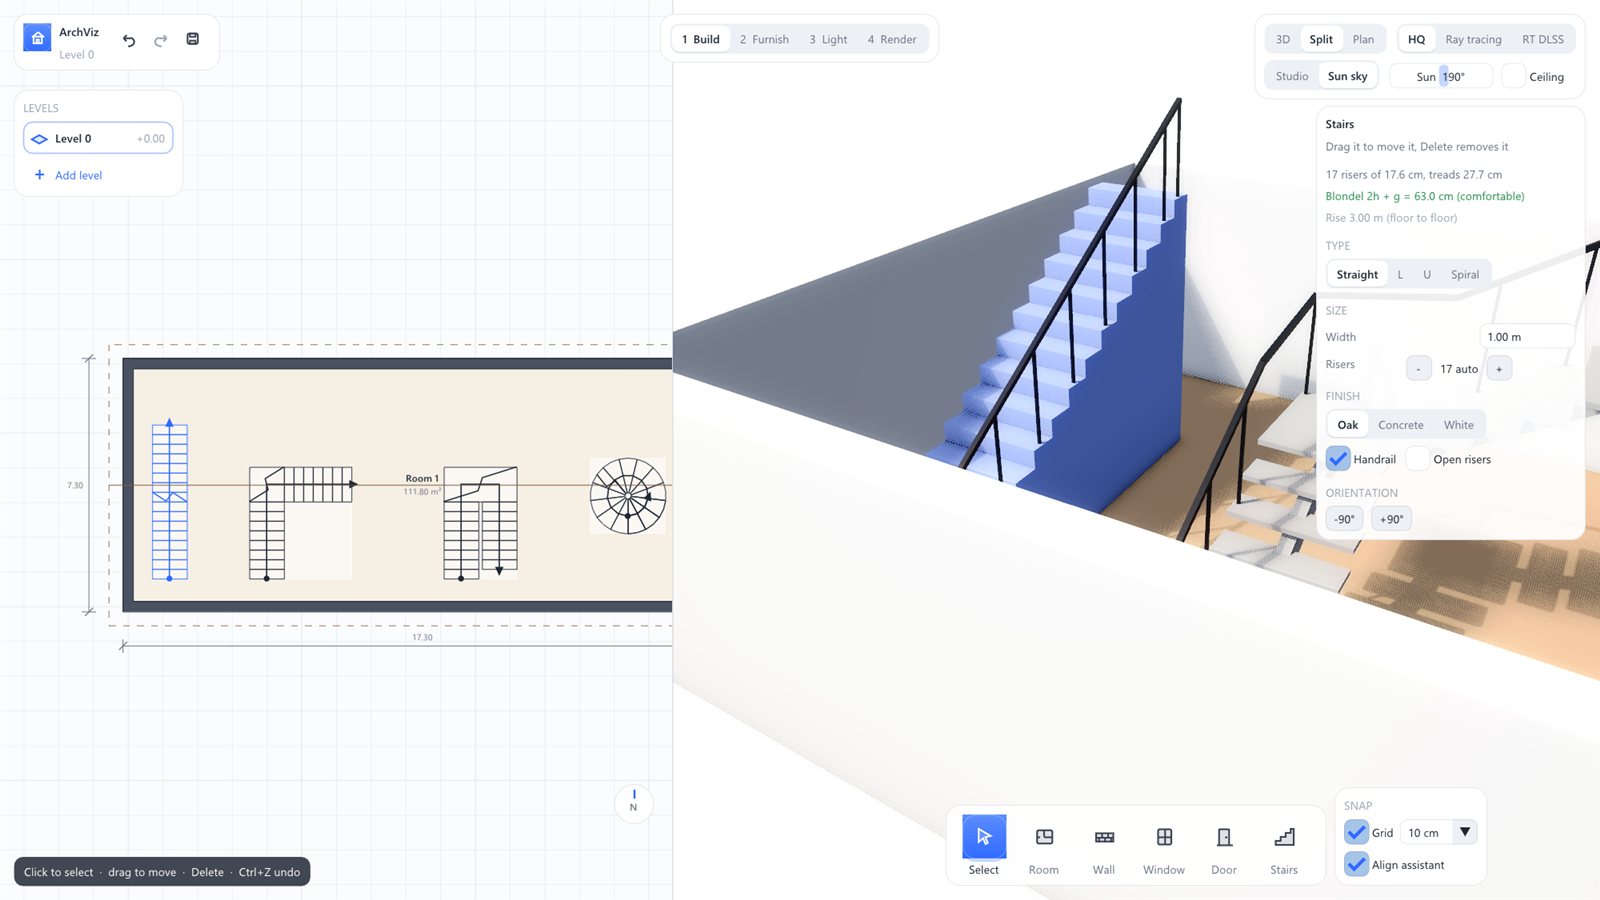 ArchViz
Level 0
LEVELS
Level 0 +0.00
+ Add level
1 Build 2 Furnish 3 Light 4 Render
3D Split Plan HQ Ray tracing RT DLSS
Studio Sun sky Sun 190° Ceiling
Stairs
Drag it to move it, Delete removes it
17 risers of 17.6 cm, treads 27.7 cm
Blondel 2h + g = 63.0 cm (comfortable)
Rise 3.00 m (floor to floor)
TYPE
Straight L U Spiral
SIZE
Width 1.00 m
Risers - 17 auto +
FINISH
Oak Concrete White
Handrail Open risers
ORIENTATION
-90° +90°
7.30
Room 1
111.80 m²
17.30
N
Click to select · drag to move · Delete · Ctrl+Z undo
Select Room Wall Window Door Stairs
SNAP
Grid 10 cm
Align assistant